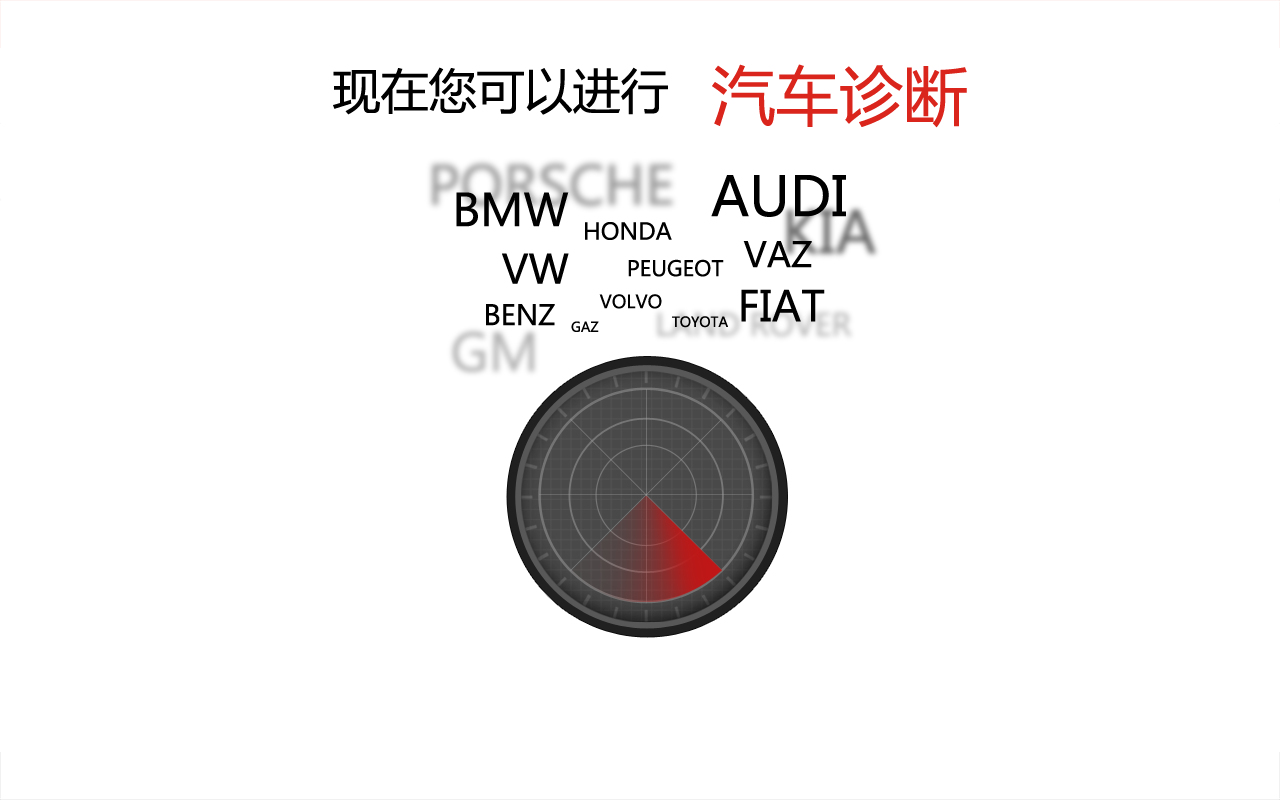 现在您可以进行 汽车诊断
PORSCHE
BMW
AUDI
HONDA
KIA
VW
PEUGEOT
VAZ
BENZ
GAZ
VOLVO
TOYOTA
FIAT
LAND ROVER
GM